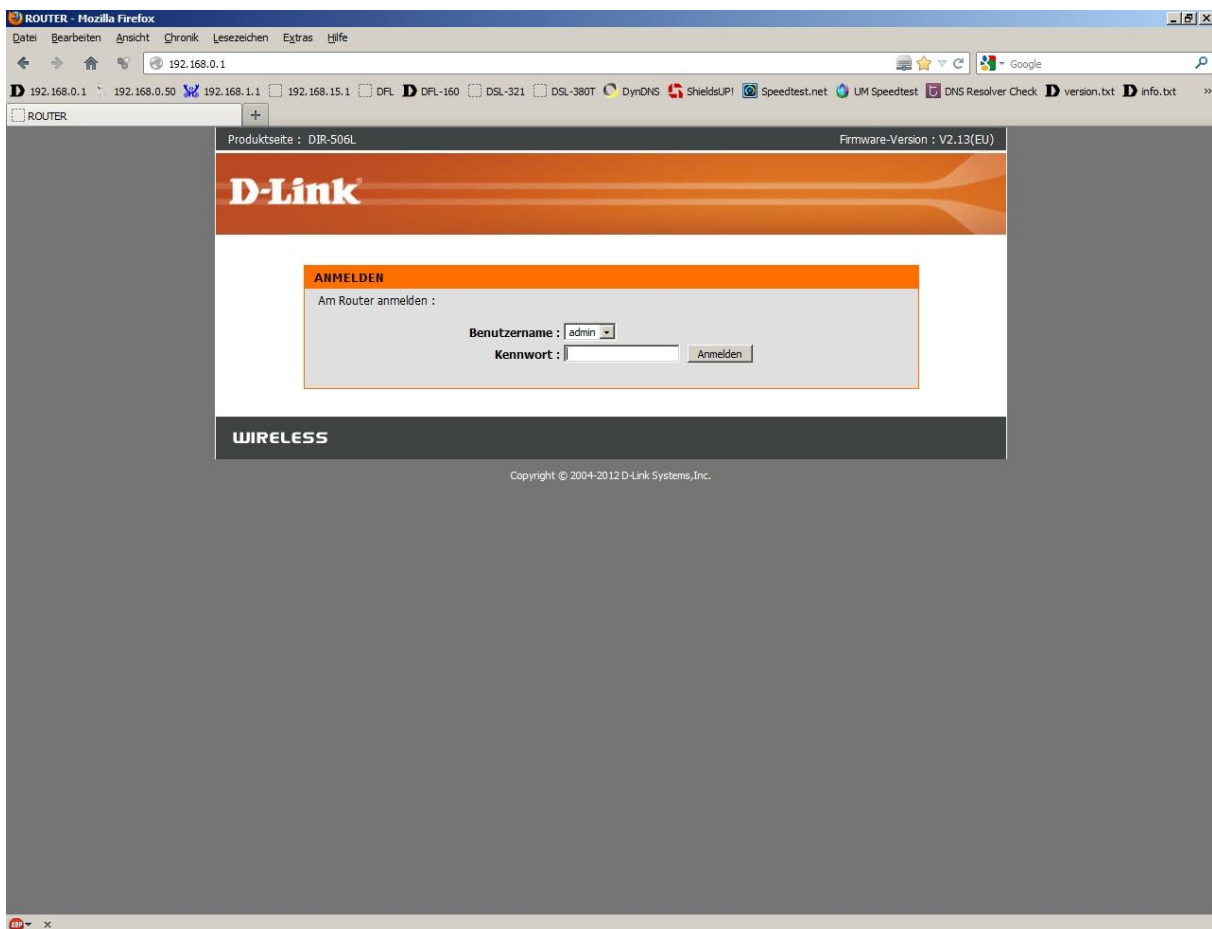 ROUTER - Mozilla Firefox
Datei Bearbeiten Ansicht Chronik Lesezeichen Extras Hilfe
192.168.0.1
Google
192.168.0.1 192.168.0.50 192.168.1.1 192.168.15.1 DFL DFL-160 DSL-321 DSL-380T DynDNS ShieldsUP! Speedtest.net UM Speedtest DNS Resolver Check version.txt info.txt »
ROUTER +
Produktseite : DIR-506L Firmware-Version : V2.13(EU)
D-Link
ANMELDEN
Am Router anmelden :
Benutzername : admin
Kennwort : Anmelden
WIRELESS
Copyright © 2004-2012 D-Link Systems,Inc.
ABP x